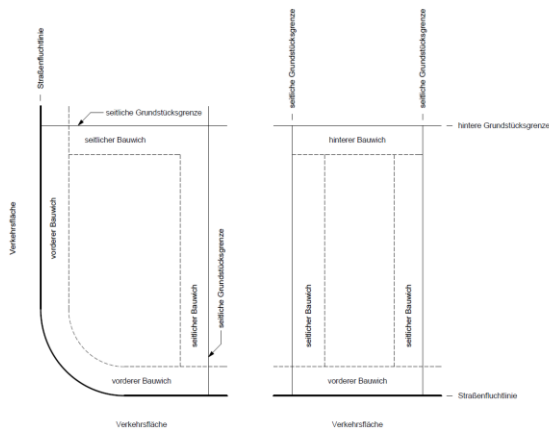 Straßenfluchtlinie
seitliche Grundstücksgrenze
seitlicher Bauwich
Verkehrsfläche
vorderer Bauwich
seitlicher Bauwich
seitliche Grundstücksgrenze
vorderer Bauwich
Verkehrsfläche
seitliche Grundstücksgrenze
seitliche Grundstücksgrenze
hintere Grundstücksgrenze
hinterer Bauwich
seitlicher Bauwich
seitlicher Bauwich
vorderer Bauwich
Straßenfluchtlinie
Verkehrsfläche